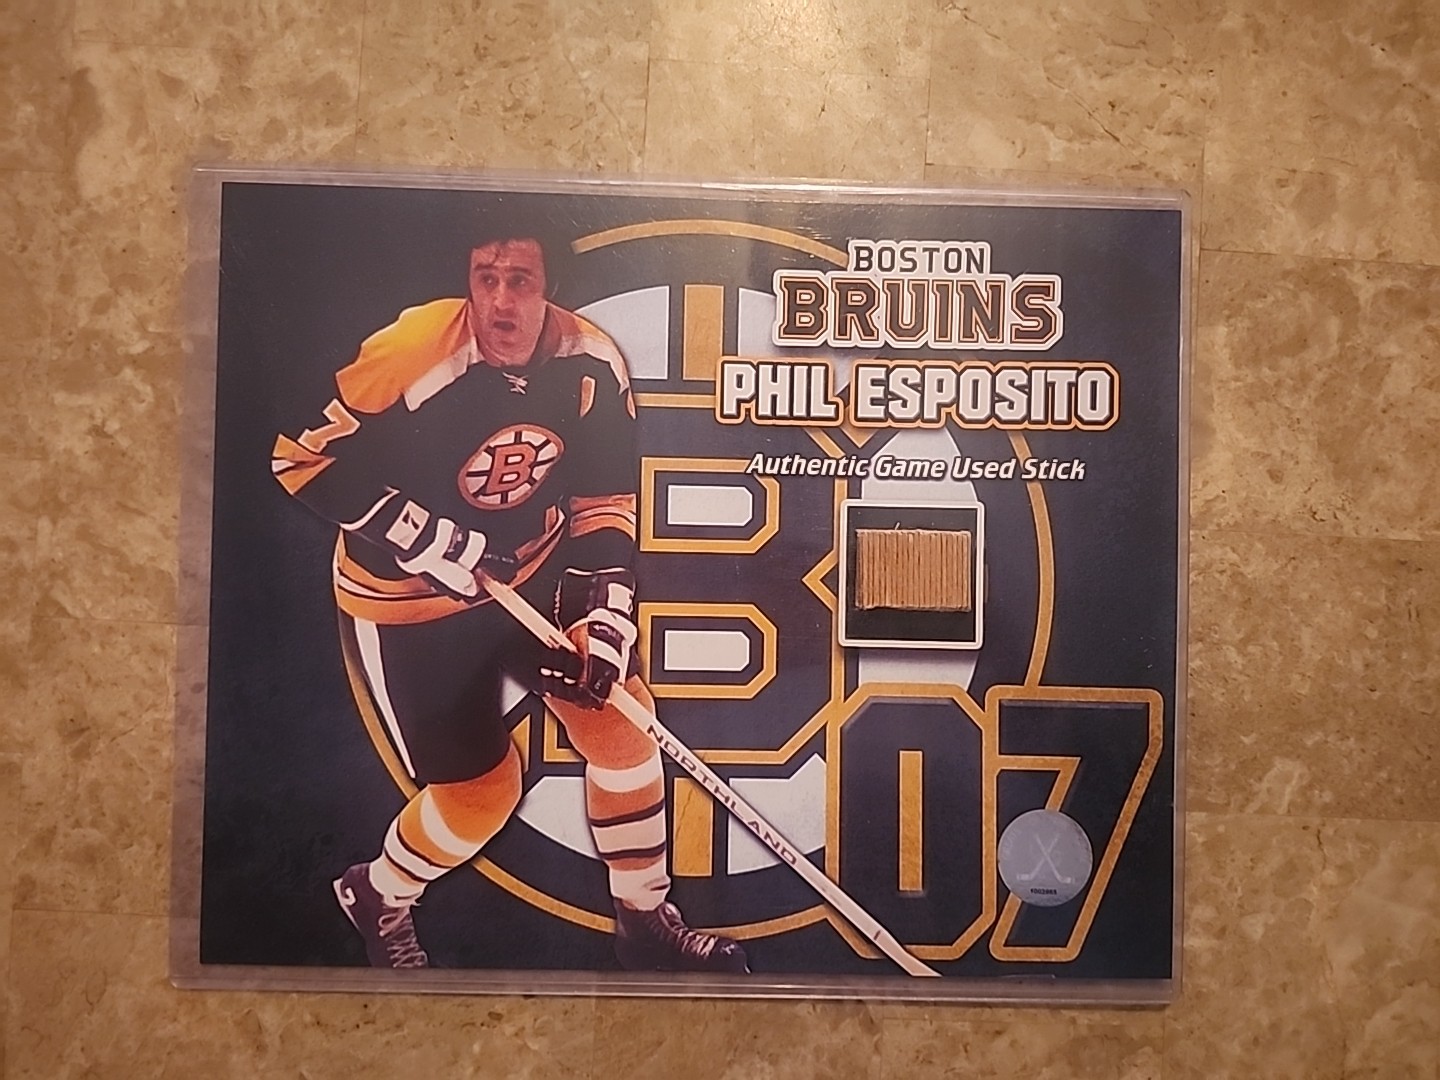 BOSTON
BRUINS
PHIL ESPOSITO
Authentic Game Used Stick
7
B
7
B
NORTHLAND
07